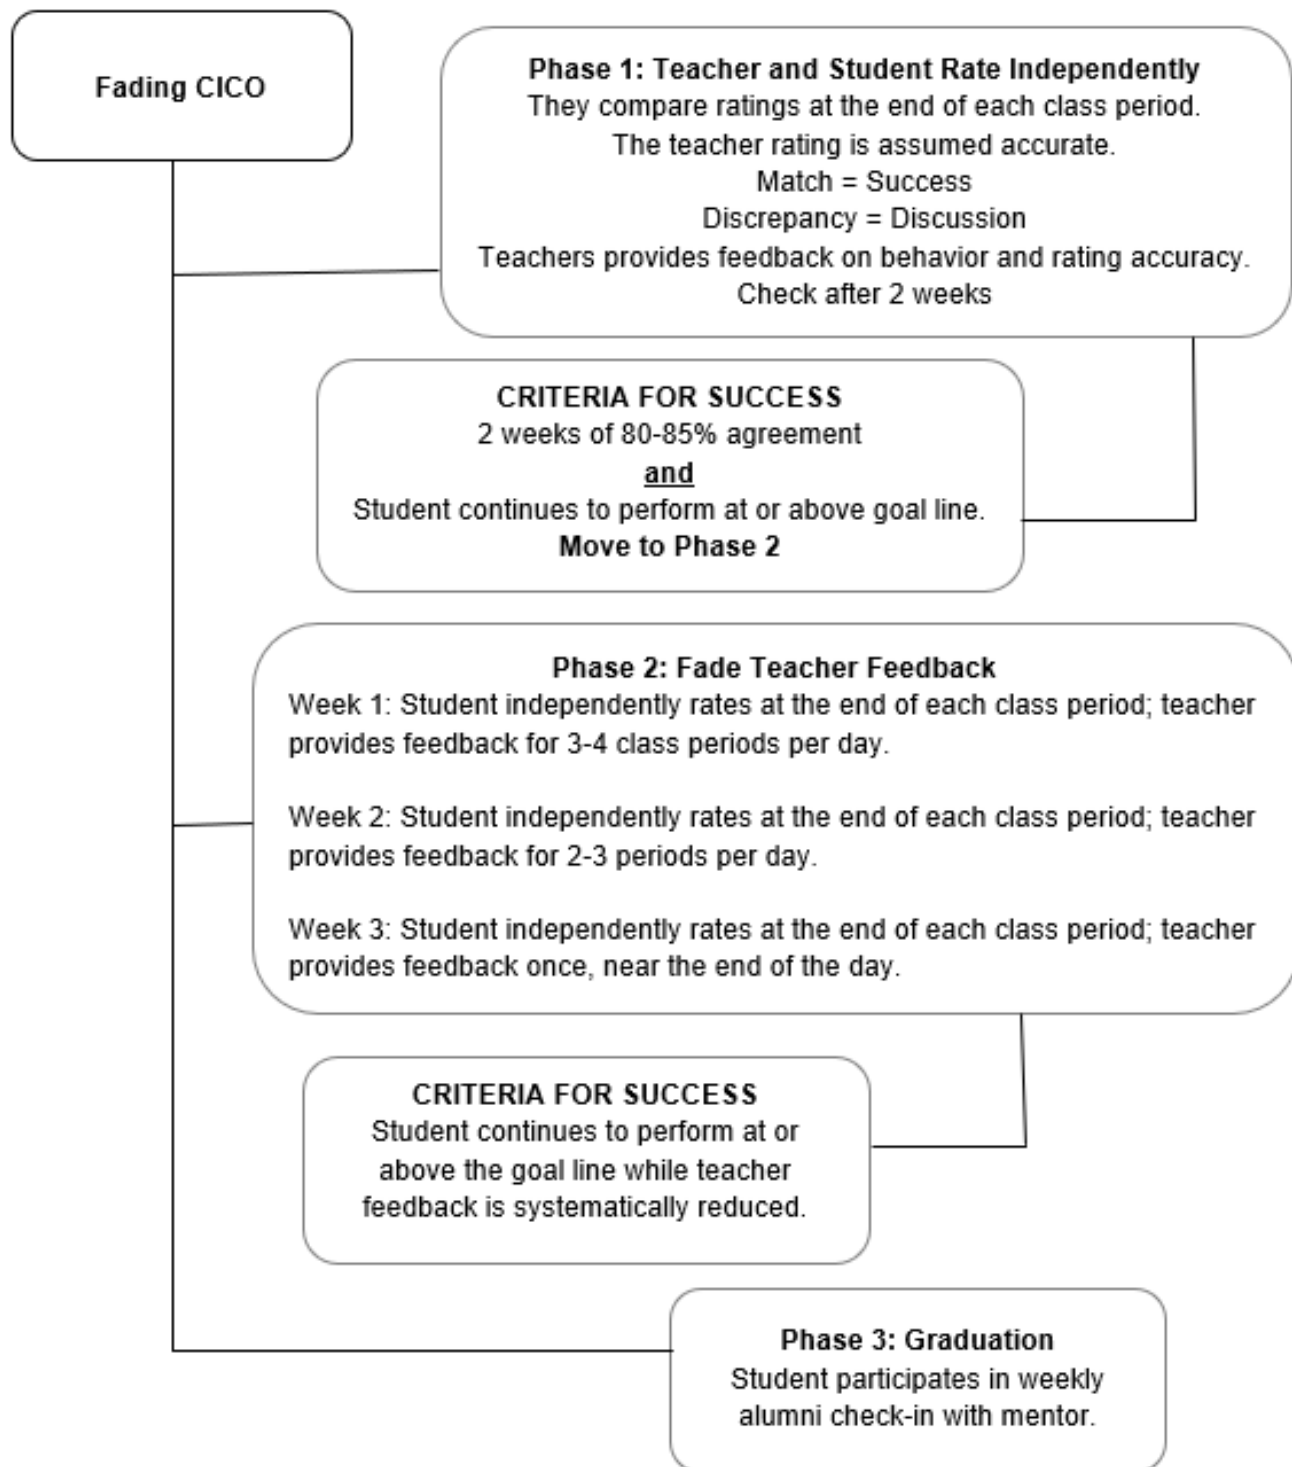 Fading CICO
Phase 1: Teacher and Student Rate Independently
They compare ratings at the end of each class period.
The teacher rating is assumed accurate.
Match = Success
Discrepancy = Discussion
Teachers provides feedback on behavior and rating accuracy.
Check after 2 weeks
CRITERIA FOR SUCCESS
2 weeks of 80-85% agreement
and
Student continues to perform at or above goal line.
Move to Phase 2
Phase 2: Fade Teacher Feedback
Week 1: Student independently rates at the end of each class period; teacher
provides feedback for 3-4 class periods per day.
Week 2: Student independently rates at the end of each class period; teacher
provides feedback for 2-3 periods per day.
Week 3: Student independently rates at the end of each class period; teacher
provides feedback once, near the end of the day.
CRITERIA FOR SUCCESS
Student continues to perform at or
above the goal line while teacher
feedback is systematically reduced.
Phase 3: Graduation
Student participates in weekly
alumni check-in with mentor.